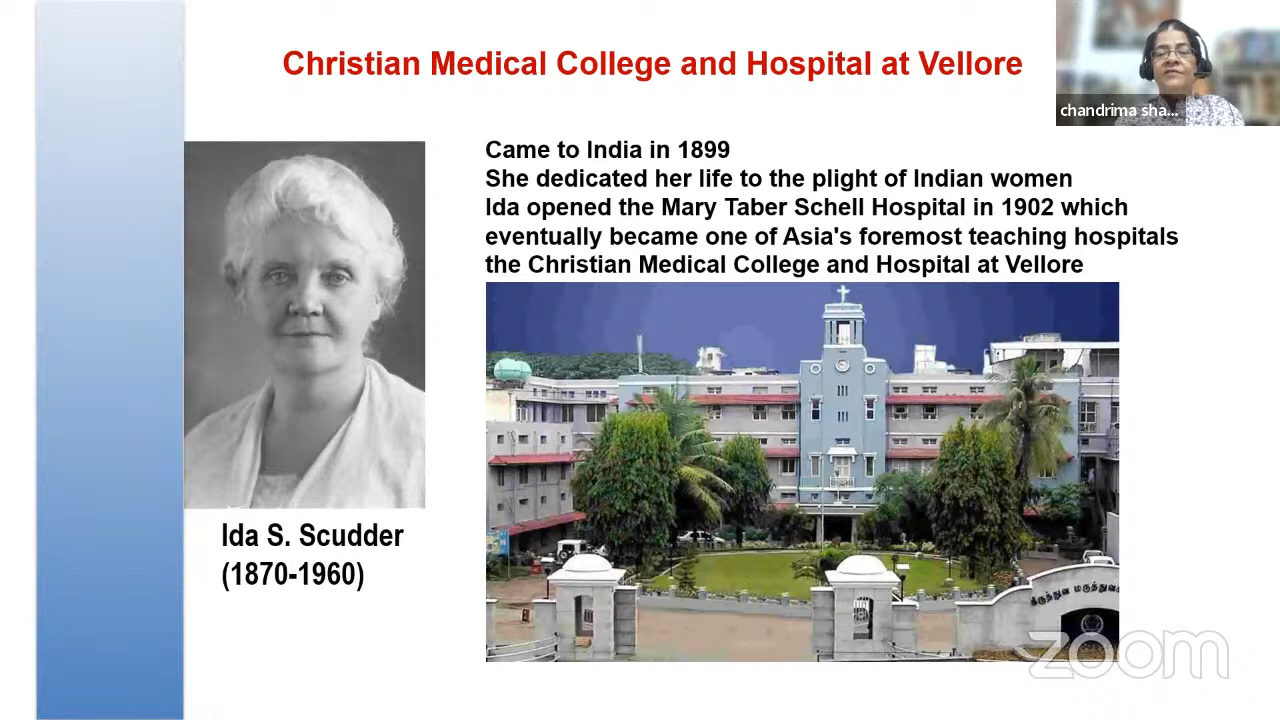 Christian Medical College and Hospital at Vellore
chandrima sha...
Came to India in 1899
She dedicated her life to the plight of Indian women
Ida opened the Mary Taber Schell Hospital in 1902 which
eventually became one of Asia's foremost teaching hospitals
the Christian Medical College and Hospital at Vellore
Ida S. Scudder
(1870-1960)
zoom